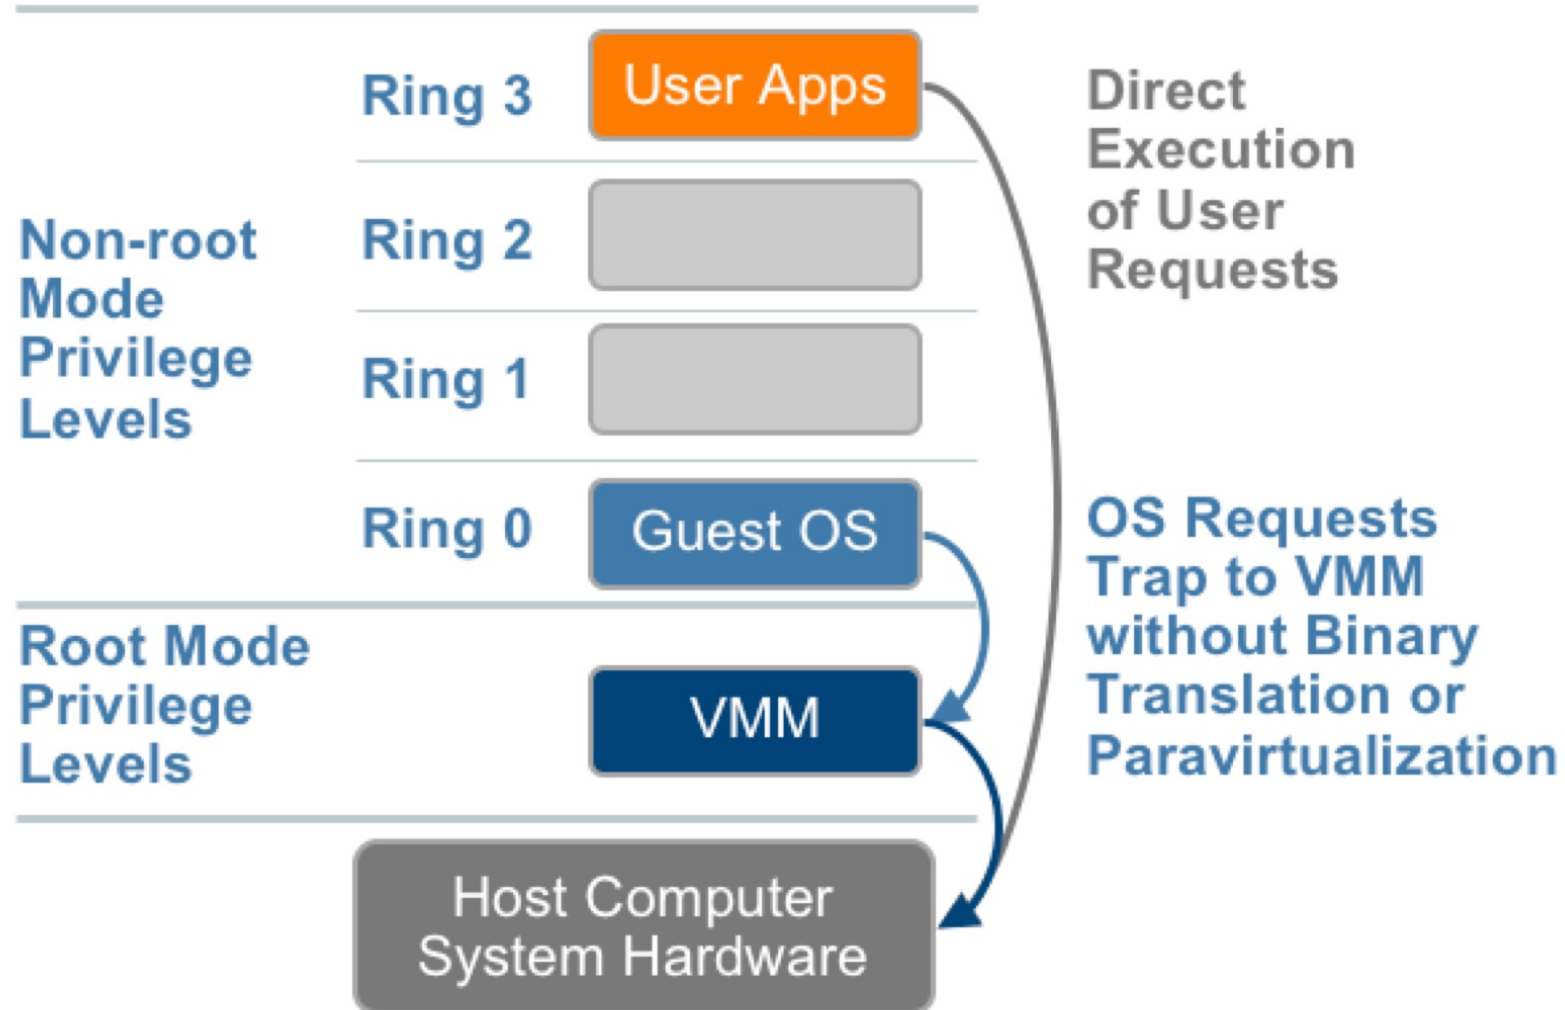 Ring 3
User Apps
Direct
Execution
of User
Requests
Non-root
Mode
Privilege
Levels
Ring 2
Ring 1
Ring 0
Guest OS
OS Requests
Trap to VMM
without Binary
Translation or
Paravirtualization
Root Mode
Privilege
Levels
VMM
Host Computer
System Hardware